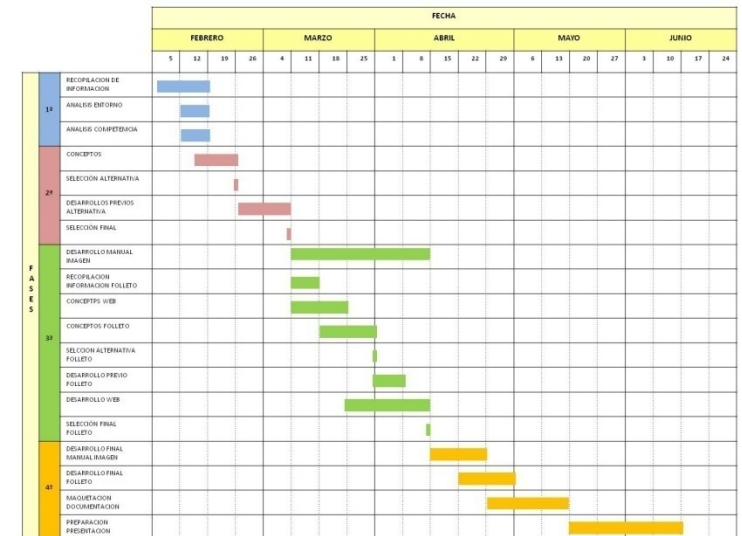 FECHA
FEBRERO MARZO ABRIL MAYO JUNIO
5 12 19 26 4 11 18 25 1 8 15 22 29 6 13 20 27 3 10 17 24
FASES
1ª
RECOPILACION DE
INFORMACION
ANALISIS ENTORNO
ANALISIS COMPETENCIA
2ª
CONCEPTOS
SELECCIÓN ALTERNATIVA
DESARROLLOS PREVIOS
ALTERNATIVA
SELECCIÓN FINAL
3ª
DESARROLLO MANUAL
IMAGEN
RECOPILACION
INFORMACION FOLLETO
CONCEPTPS WEB
CONCEPTOS FOLLETO
SELCCION ALTERNATIVA
FOLLETO
DESARROLLO PREVIO
FOLLETO
DESARROLLO WEB
SELECCIÓN FINAL
FOLLETO
4ª
DESARROLLO FINAL
MANUAL IMAGEN
DESARROLLO FINAL
FOLLETO
MAQUETACION
DOCUMENTACION
PREPARACION
PRESENTACION